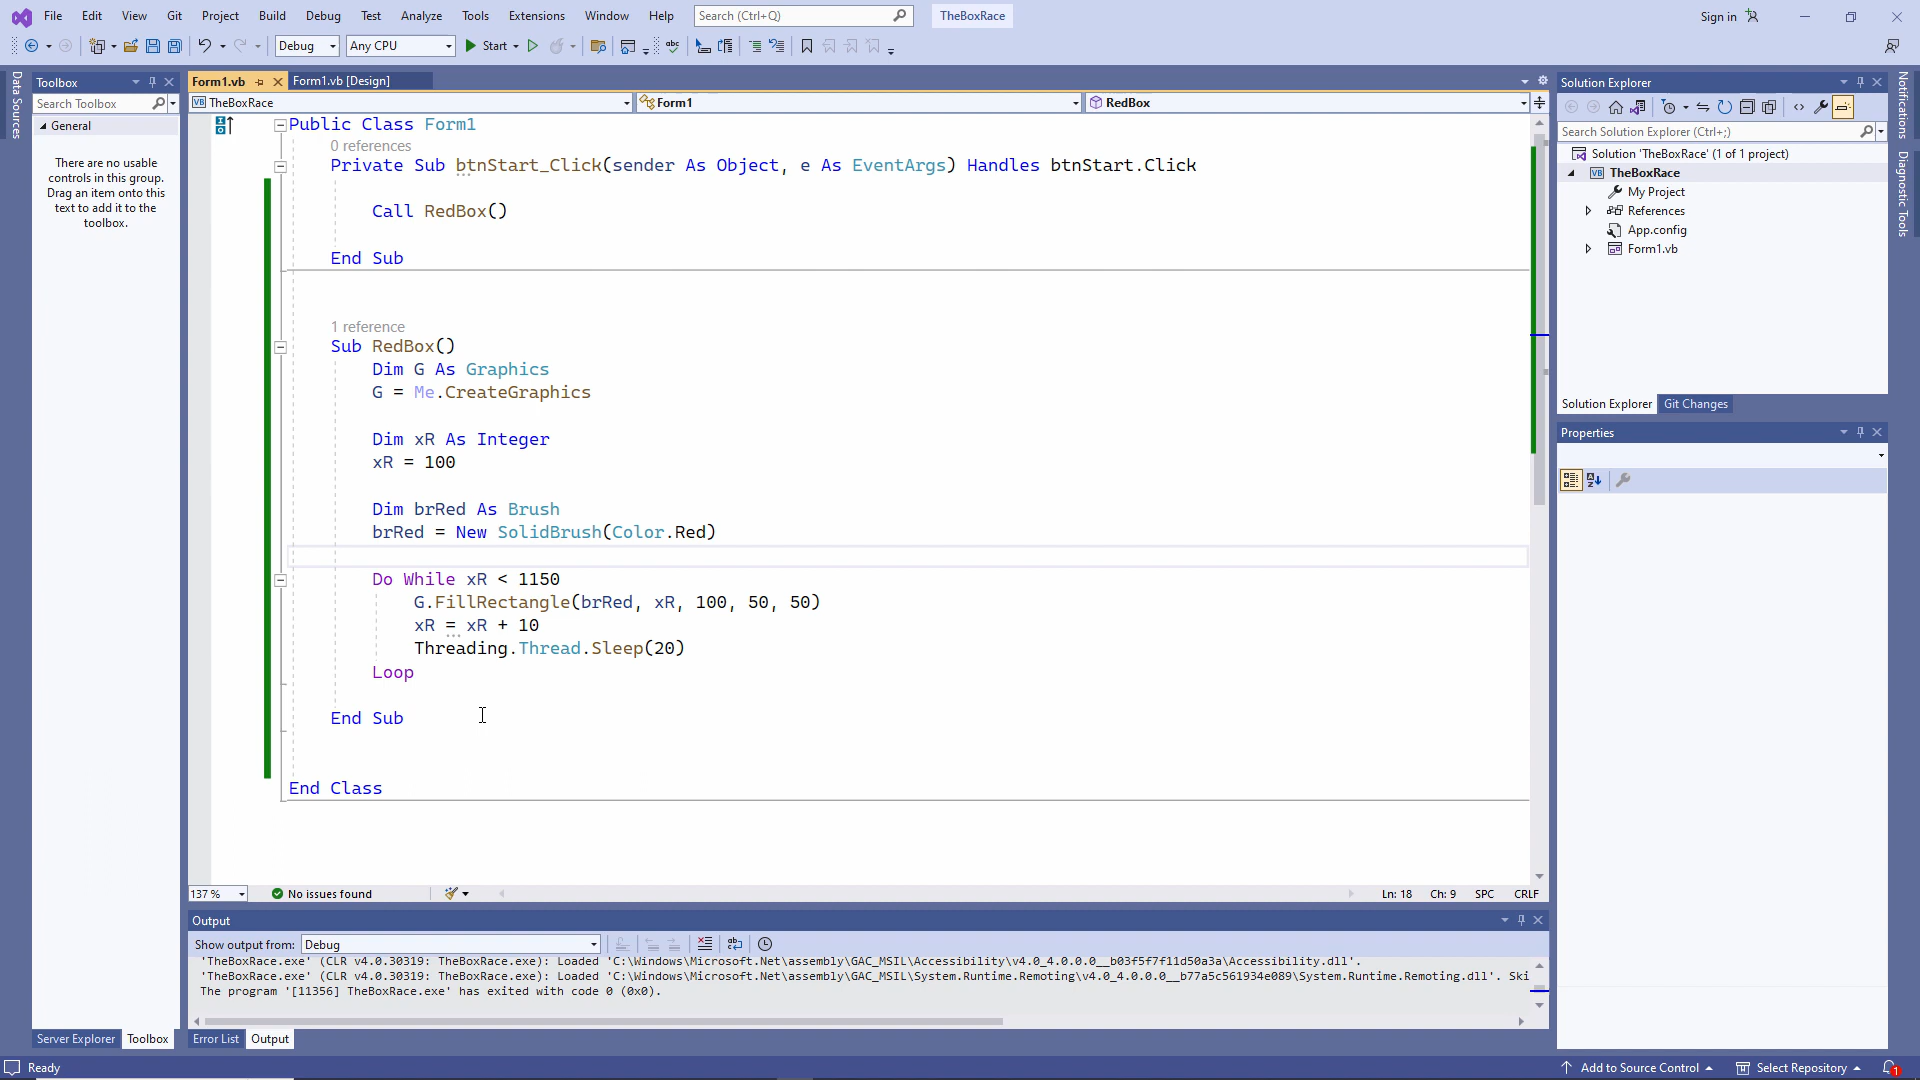 File Edit View Git Project Build Debug Test Analyze Tools Extensions Window Help Search (Ctrl+Q) TheBoxRace Sign in
Debug Any CPU Start
Data Sources
Toolbox
Search Toolbox
General
There are no usable
controls in this group.
Drag an item onto this
text to add it to the
toolbox.
Server Explorer Toolbox
Form1.vb Form1.vb [Design]
TheBoxRace Form1 RedBox
Public Class Form1
0 references
Private Sub btnStart_Click(sender As Object, e As EventArgs) Handles btnStart.Click
Call RedBox()
End Sub
1 reference
Sub RedBox()
Dim G As Graphics
G = Me.CreateGraphics
Dim xR As Integer
xR = 100
Dim brRed As Brush
brRed = New SolidBrush(Color.Red)
Do While xR < 1150
G.FillRectangle(brRed, xR, 100, 50, 50)
xR = xR + 10
Threading.Thread.Sleep(20)
Loop
End Sub
End Class
137 % No issues found Ln: 18 Ch: 9 SPC CRLF
Output
Show output from: Debug
'TheBoxRace.exe' (CLR v4.0.30319: TheBoxRace.exe): Loaded 'C:\Windows\Microsoft.Net\assembly\GAC_MSIL\Accessibility\v4.0_4.0.0.0__b03f5f7f11d50a3a\Accessibility.dll'.
'TheBoxRace.exe' (CLR v4.0.30319: TheBoxRace.exe): Loaded 'C:\Windows\Microsoft.Net\assembly\GAC_MSIL\System.Runtime.Remoting\v4.0_4.0.0.0__b77a5c561934e089\System.Runtime.Remoting.dll'. Ski
The program '[11356] TheBoxRace.exe' has exited with code 0 (0x0).
Error List Output
Solution Explorer
Search Solution Explorer (Ctrl+;)
Solution 'TheBoxRace' (1 of 1 project)
VB TheBoxRace
My Project
References
App.config
Form1.vb
Solution Explorer Git Changes
Properties
Notifications
Diagnostic Tools
Ready Add to Source Control Select Repository 1